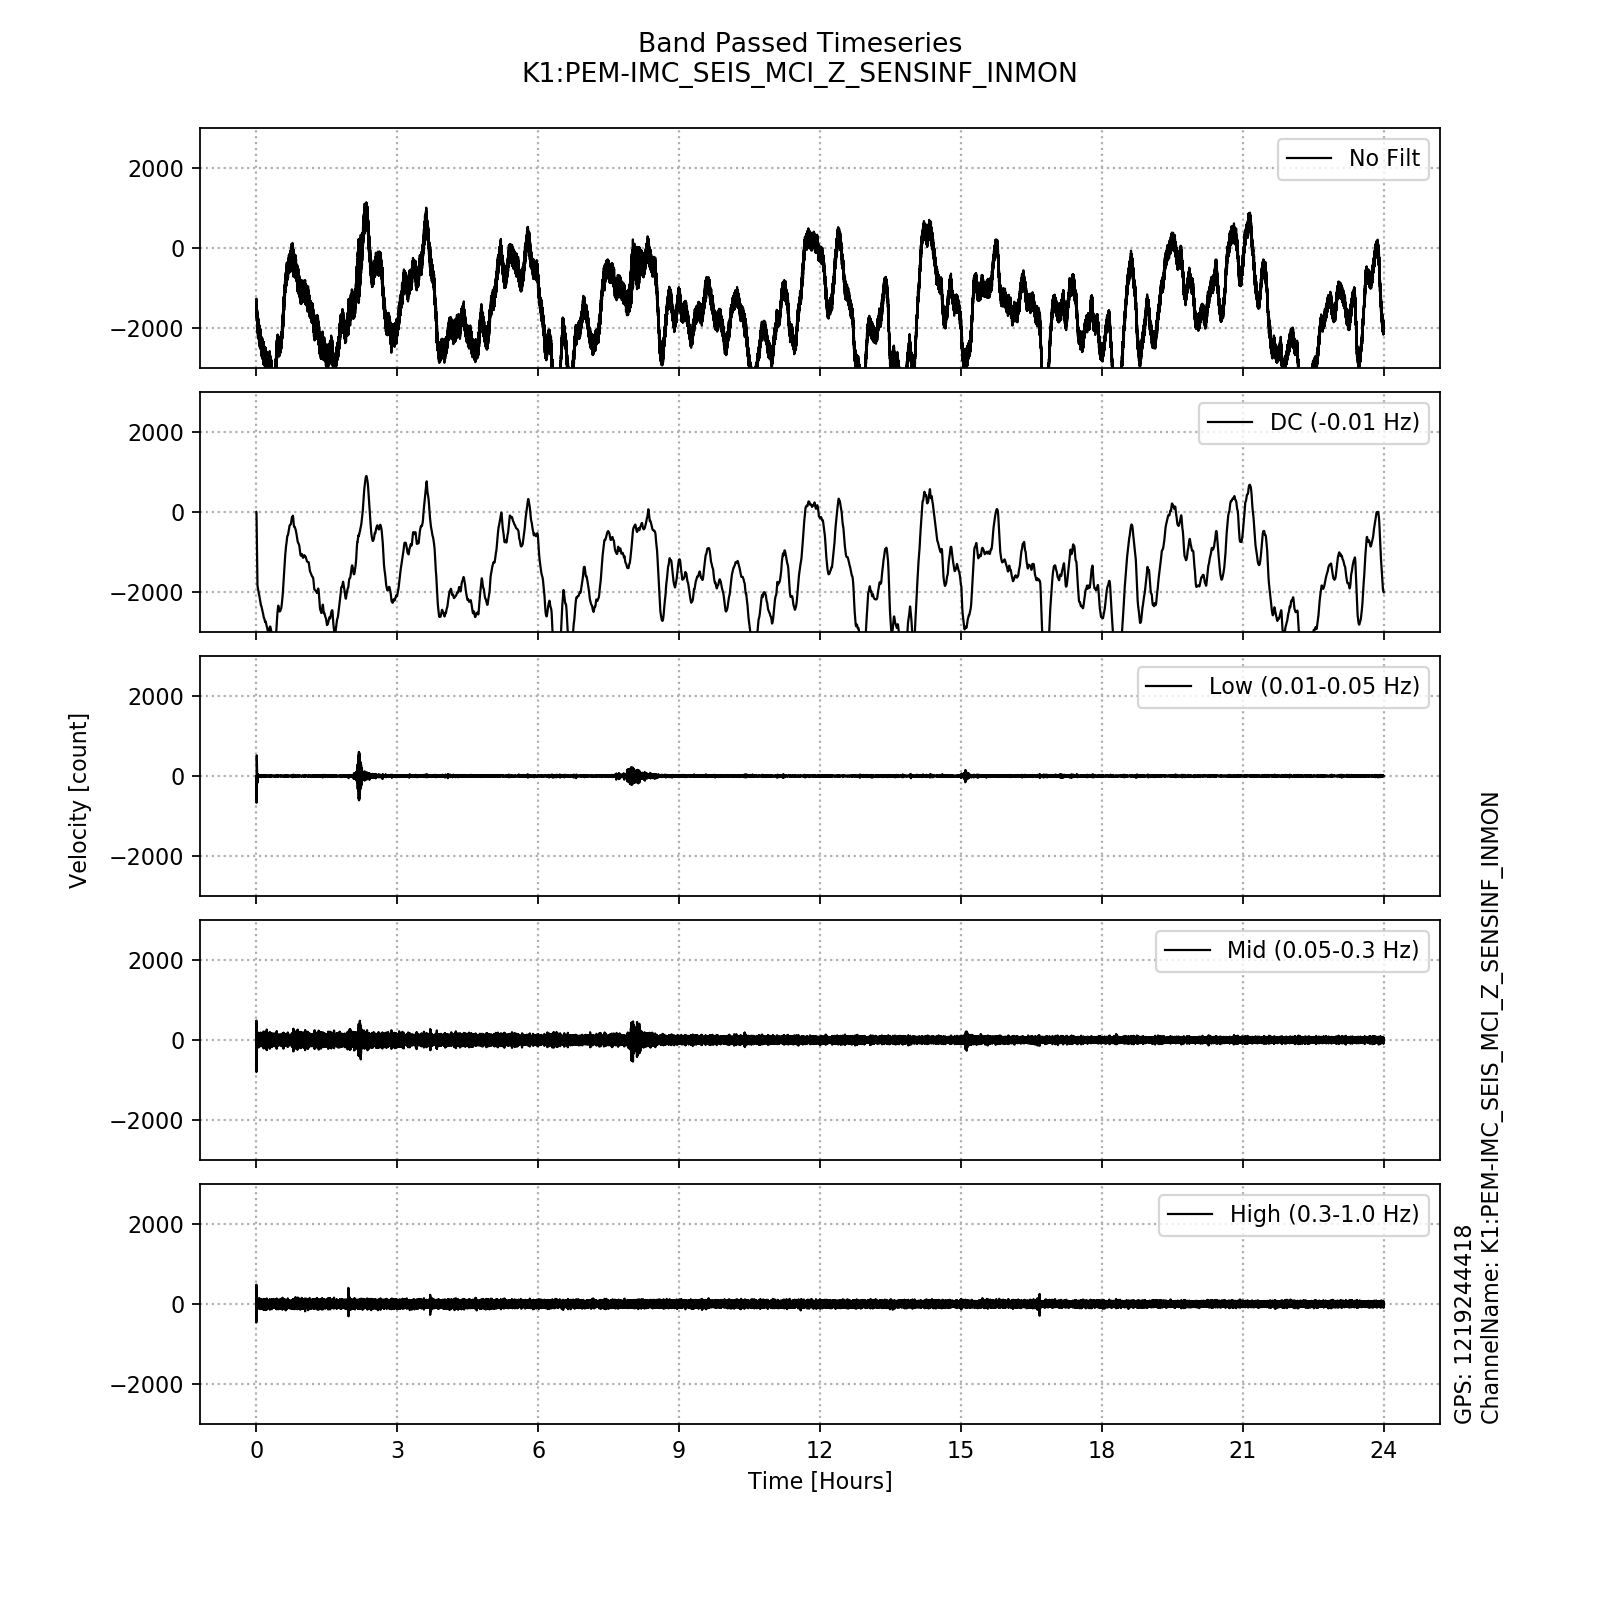 Band Passed Timeseries
K1:PEM-IMC_SEIS_MCI_Z_SENSINF_INMON
2000
0
−2000
No Filt
2000
0
−2000
DC (-0.01 Hz)
Velocity [count]
2000
0
−2000
Low (0.01-0.05 Hz)
2000
0
−2000
Mid (0.05-0.3 Hz)
2000
0
−2000
High (0.3-1.0 Hz)
0 3 6 9 12 15 18 21 24
Time [Hours]
GPS: 1219244418
ChannelName: K1:PEM-IMC_SEIS_MCI_Z_SENSINF_INMON